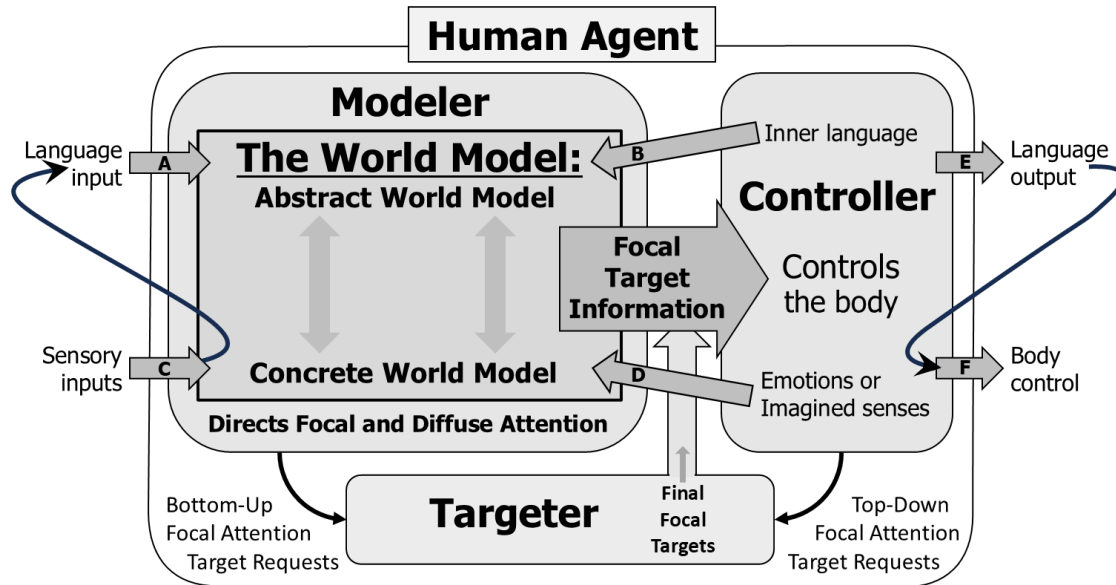 Human Agent
Modeler
The World Model:
Abstract World Model
Concrete World Model
Directs Focal and Diffuse Attention
Language
input
A
Sensory
inputs
C
B
Inner language
Controller
Controls
the body
Focal
Target
Information
D
Emotions or
Imagined senses
E
Language
output
F
Body
control
Bottom-Up
Focal Attention
Target Requests
Targeter
Final
Focal
Targets
Top-Down
Focal Attention
Target Requests